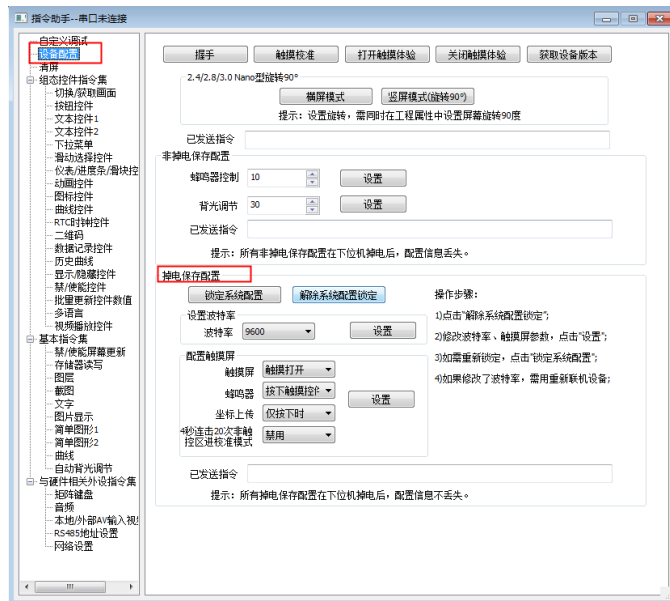 指令助手--串口未连接
自定义调试
设备配置
清屏
组态控件指令集
切换/获取画面
按钮控件
文本控件1
文本控件2
下拉菜单
滑动选择控件
仪表/进度条/滑块控
动画控件
图标控件
曲线控件
RTC时钟控件
二维码
数据记录控件
历史曲线
显示/隐藏控件
禁/使能控件
批量更新控件数值
多语言
视频播放控件
基本指令集
禁/使能屏幕更新
存储器读写
图层
截图
文字
图片显示
简单图形1
简单图形2
曲线
自动背光调节
与硬件相关外设指令集
矩阵键盘
音频
本地/外部AV输入视频
RS485地址设置
网络设置
握手 触摸校准 打开触摸体验 关闭触摸体验 获取设备版本
2.4/2.8/3.0 Nano型旋转90°
横屏模式 竖屏模式(旋转90°)
提示：设置旋转，需同时在工程属性中设置屏幕旋转90度
已发送指令
非掉电保存配置
蜂鸣器控制 10 设置
背光调节 30 设置
已发送指令
提示：所有非掉电保存配置在下位机掉电后，配置信息丢失。
掉电保存配置
锁定系统配置 解除系统配置锁定
设置波特率
波特率 9600 设置
配置触摸屏
触摸屏 触摸打开
蜂鸣器 按下触摸控件 设置
坐标上传 仅按下时
4秒连击20次非触
控区进校准模式 禁用
操作步骤：
1)点击"解除系统配置锁定";
2)修改波特率、触摸屏参数，点击"设置";
3)如需重新锁定，点击"锁定系统配置";
4)如果修改了波特率，需用重新联机设备;
已发送指令
提示：所有掉电保存配置在下位机掉电后，配置信息不丢失。